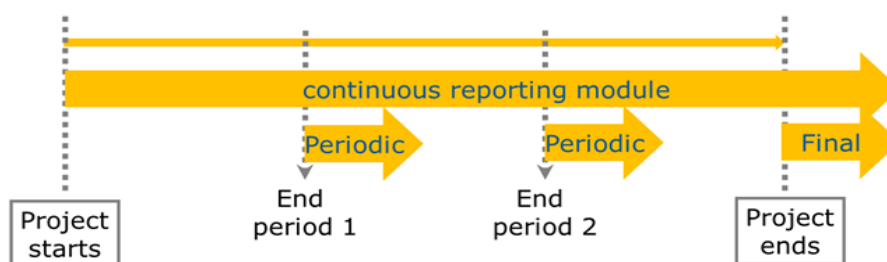 continuous reporting module
Periodic
Periodic
Final
End
period 1
End
period 2
Project
starts
Project
ends